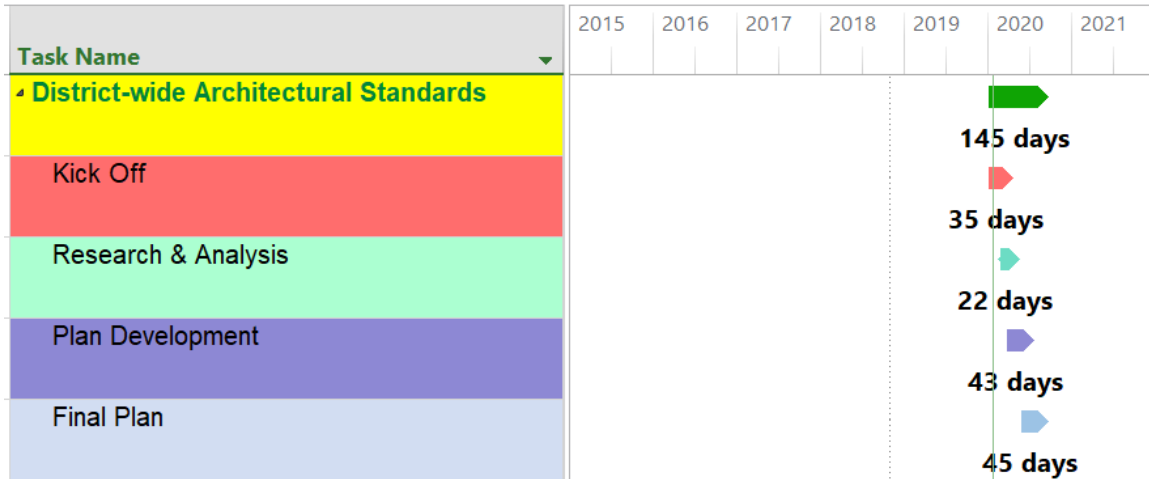 2015 2016 2017 2018 2019 2020 2021
Task Name
District-wide Architectural Standards
145 days
Kick Off
35 days
Research & Analysis
22 days
Plan Development
43 days
Final Plan
45 days